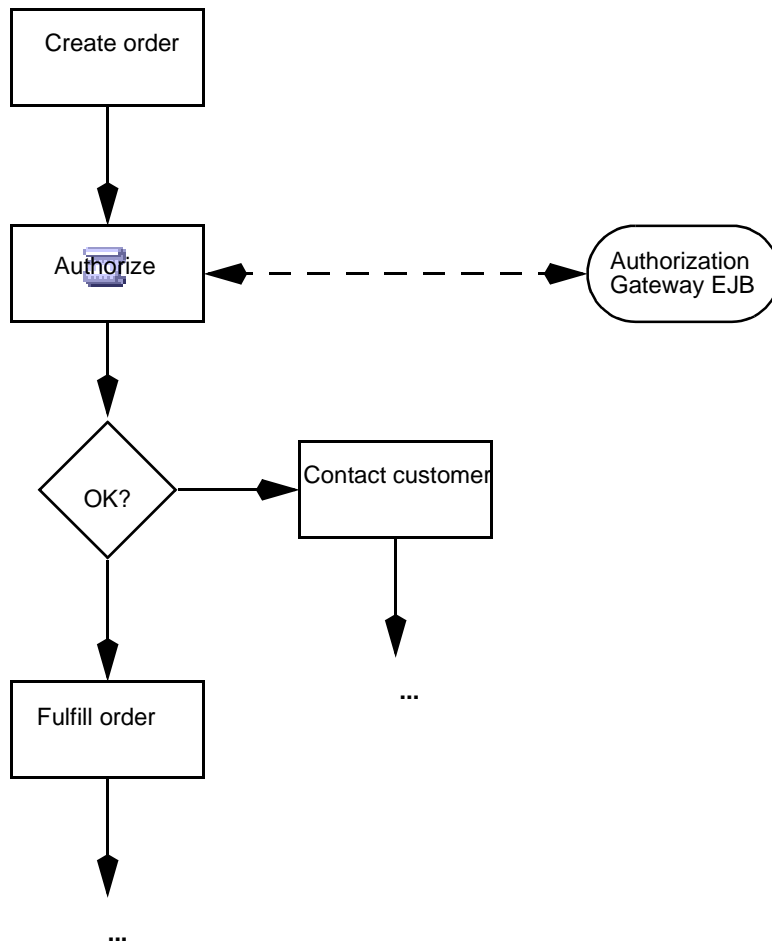 Create order
Authorize
Authorization
Gateway EJB
OK?
Contact customer
...
Fulfill order
...